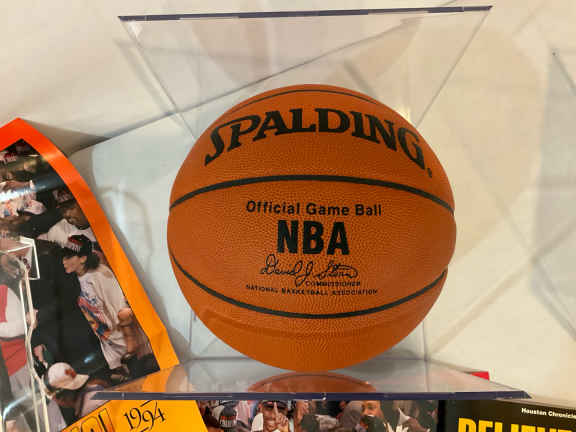 SPALDING®
Official Game Ball
NBA
David J. Stern
COMMISSIONER
NATIONAL BASKETBALL ASSOCIATION
1994
Houston Chronicle